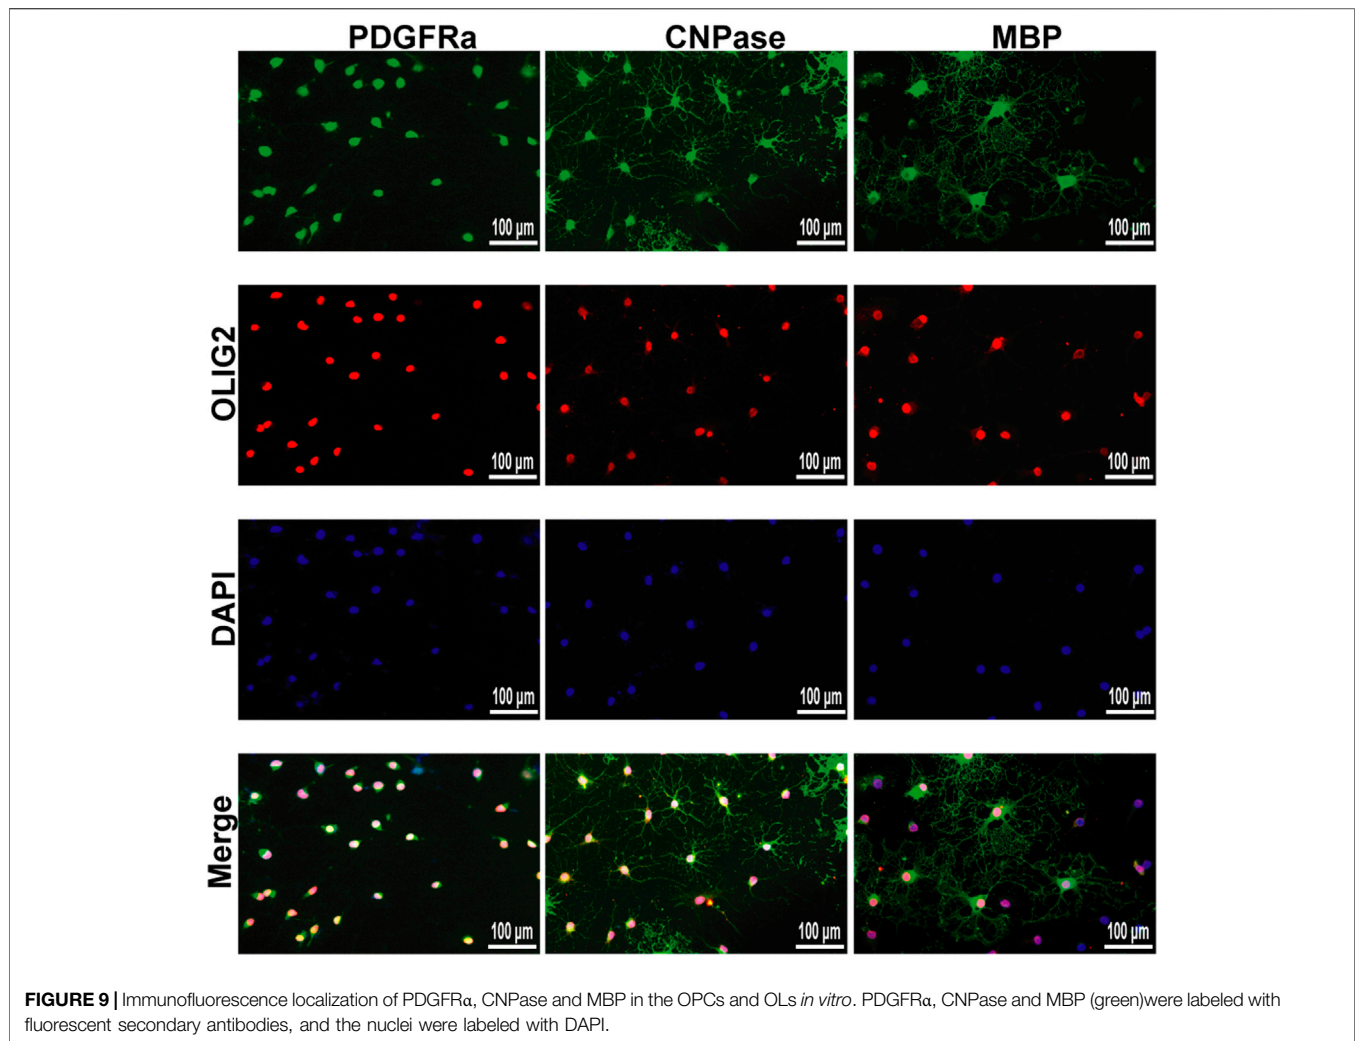 PDGFRa CNPase MBP
100 µm 100 µm 100 µm
OLIG2
100 µm 100 µm 100 µm
DAPI
100 µm 100 µm 100 µm
Merge
100 µm 100 µm 100 µm
FIGURE 9 | Immunofluorescence localization of PDGFRα, CNPase and MBP in the OPCs and OLs in vitro. PDGFRα, CNPase and MBP (green)were labeled with
fluorescent secondary antibodies, and the nuclei were labeled with DAPI.